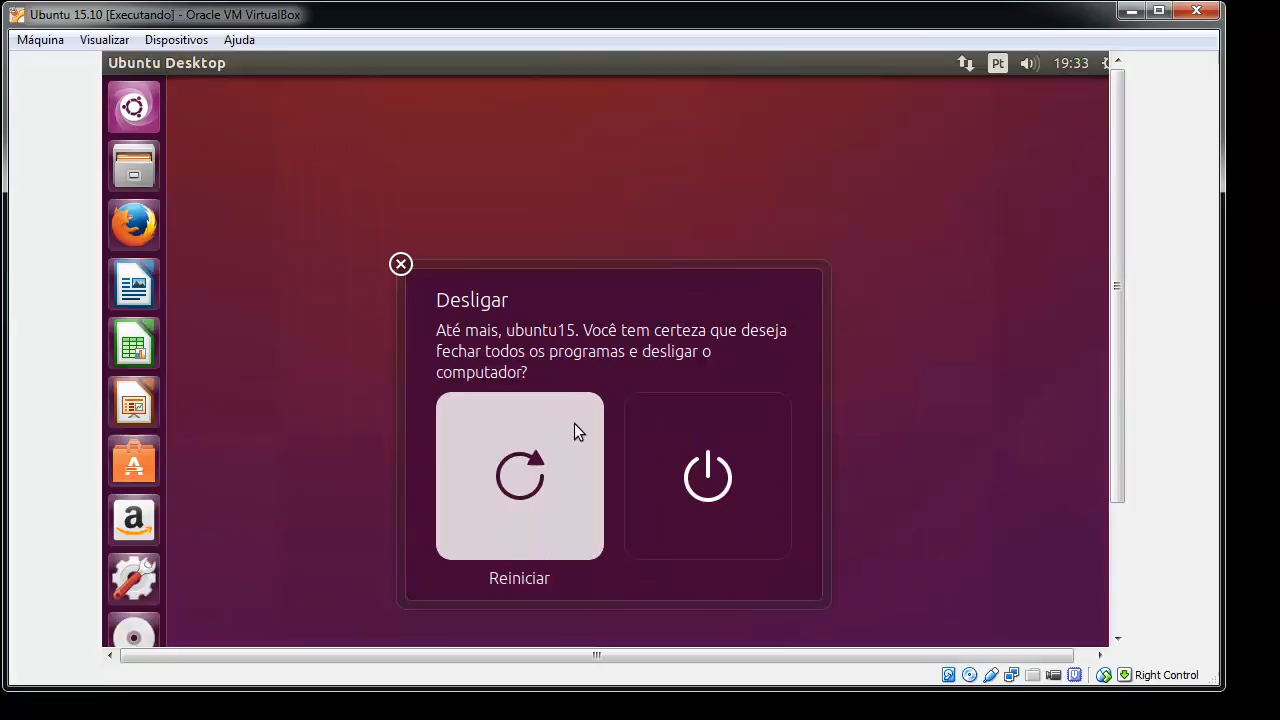 Ubuntu 15.10 [Executando] - Oracle VM VirtualBox
Máquina Visualizar Dispositivos Ajuda
Ubuntu Desktop Pt 19:33
Desligar
Até mais, ubuntu15. Você tem certeza que deseja
fechar todos os programas e desligar o
computador?
Reiniciar
Right Control